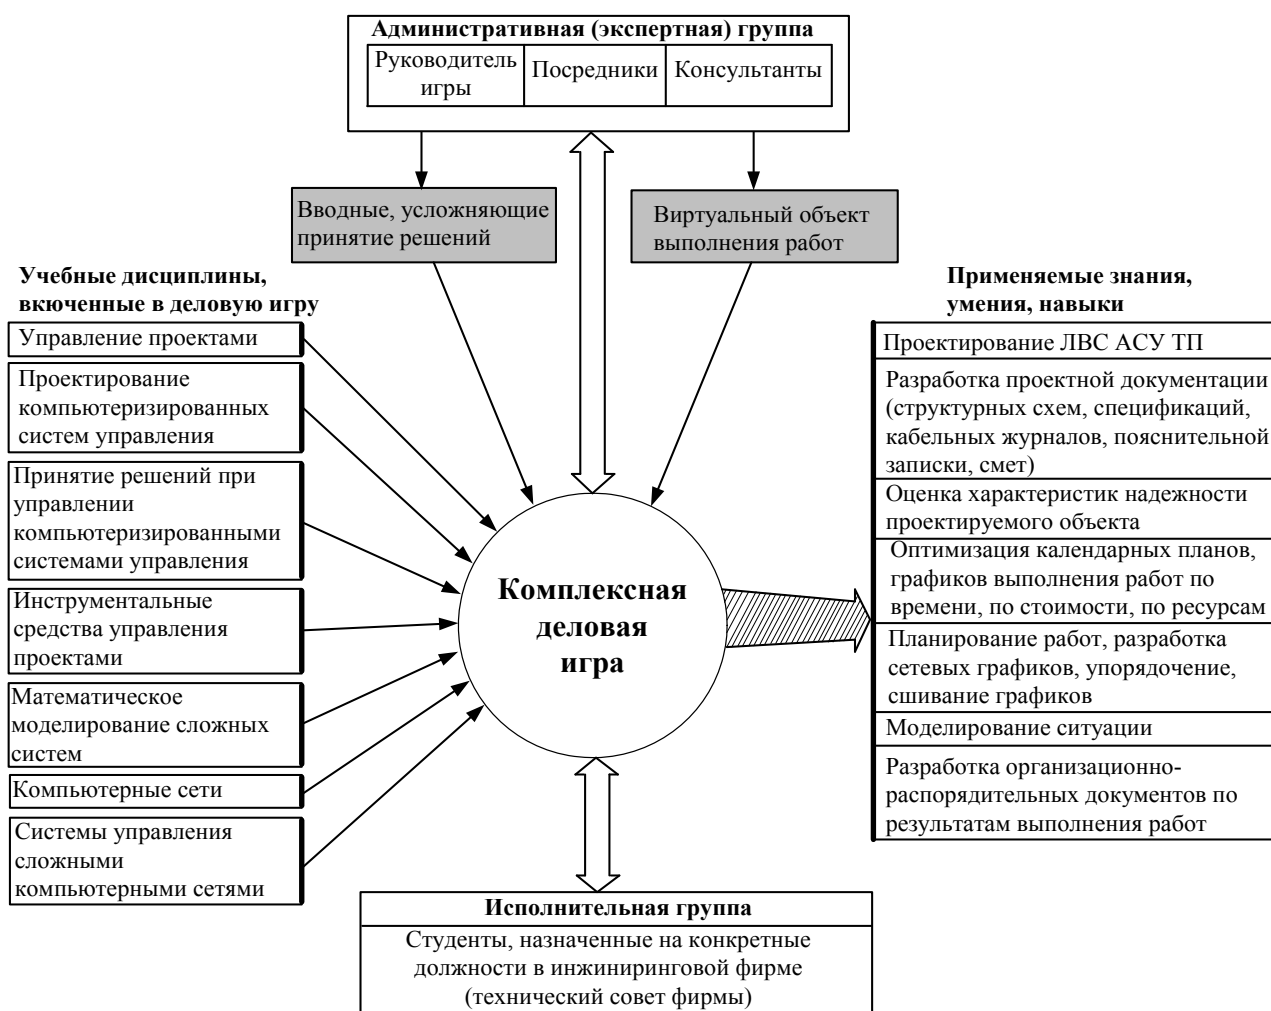 Административная (экспертная) группа
Руководитель
игры
Посредники
Консультанты
Вводные, усложняющие
принятие решений
Виртуальный объект
выполнения работ
Учебные дисциплины,
вкюченные в деловую игру
Управление проектами
Проектирование
компьютеризированных
систем управления
Принятие решений при
управлении
компьютеризированными
системами управления
Инструментальные
средства управления
проектами
Математическое
моделирование сложных
систем
Компьютерные сети
Системы управления
сложными
компьютерными сетями
Комплексная
деловая
игра
Применяемые знания,
умения, навыки
Проектирование ЛВС АСУ ТП
Разработка проектной документации
(структурных схем, спецификаций,
кабельных журналов, пояснительной
записки, смет)
Оценка характеристик надежности
проектируемого объекта
Оптимизация календарных планов,
графиков выполнения работ по
времени, по стоимости, по ресурсам
Планирование работ, разработка
сетевых графиков, упорядочение,
сшивание графиков
Моделирование ситуации
Разработка организационно-
распорядительных документов по
результатам выполнения работ
Исполнительная группа
Студенты, назначенные на конкретные
должности в инжиниринговой фирме
(технический совет фирмы)